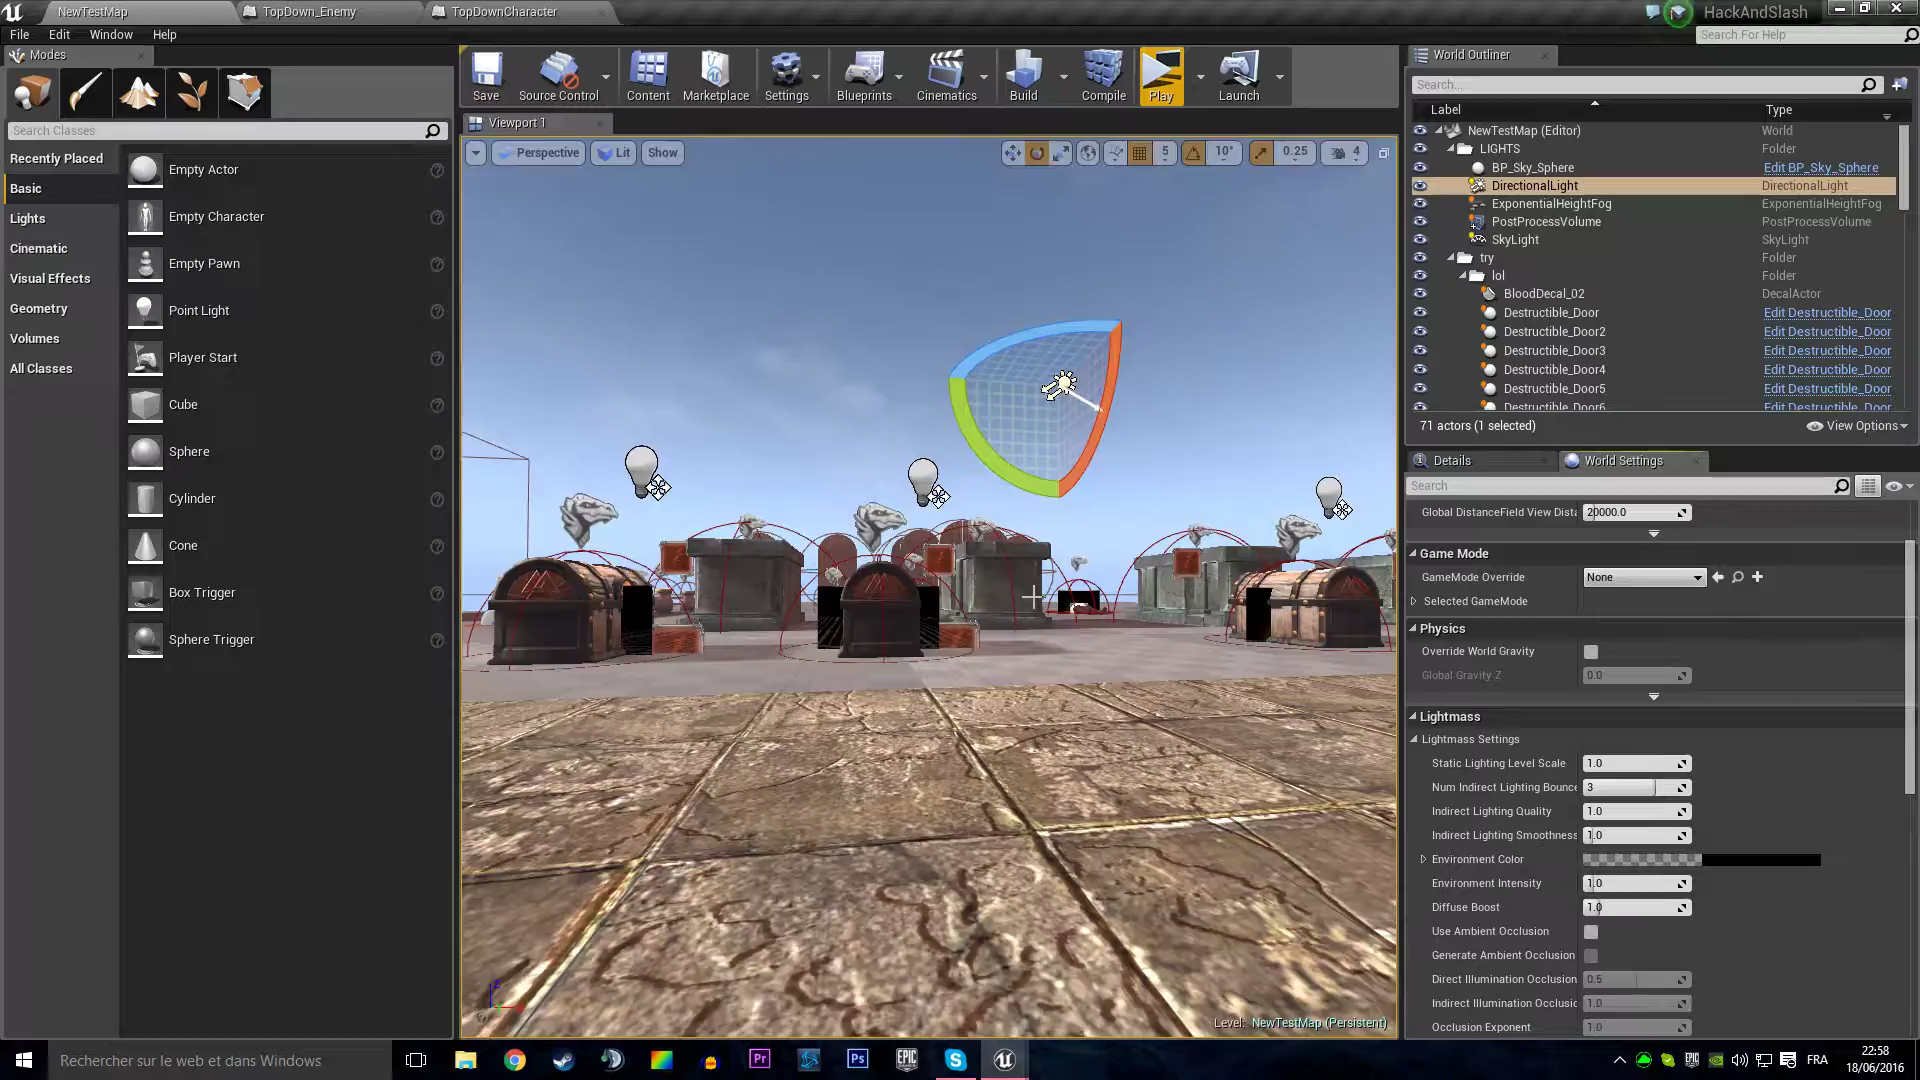 NewTestMap
TopDown_Enemy
TopDownCharacter
HackAndSlash
File Edit Window Help
Search For Help
Modes
Search Classes
Recently Placed
Basic
Lights
Cinematic
Visual Effects
Geometry
Volumes
All Classes
Empty Actor
Empty Character
Empty Pawn
Point Light
Player Start
Cube
Sphere
Cylinder
Cone
Box Trigger
Sphere Trigger
Save
Source Control
Content
Marketplace
Settings
Blueprints
Cinematics
Build
Compile
Play
Launch
Viewport 1
Perspective Lit Show
5 10° 0.25 4
Level: NewTestMap (Persistent)
World Outliner
Search...
Label Type
NewTestMap (Editor) World
LIGHTS Folder
BP_Sky_Sphere Edit BP_Sky_Sphere
DirectionalLight DirectionalLight
ExponentialHeightFog ExponentialHeightFog
PostProcessVolume PostProcessVolume
SkyLight SkyLight
try Folder
lol Folder
BloodDecal_02 DecalActor
Destructible_Door Edit Destructible_Door
Destructible_Door2 Edit Destructible_Door
Destructible_Door3 Edit Destructible_Door
Destructible_Door4 Edit Destructible_Door
Destructible_Door5 Edit Destructible_Door
Destructible_Door6 Edit Destructible_Door
71 actors (1 selected) View Options
Details World Settings
Search
Global DistanceField View Dista 20000.0
Game Mode
GameMode Override None
Selected GameMode
Physics
Override World Gravity
Global Gravity Z 0.0
Lightmass
Lightmass Settings
Static Lighting Level Scale 1.0
Num Indirect Lighting Bounce 3
Indirect Lighting Quality 1.0
Indirect Lighting Smoothness 1.0
Environment Color
Environment Intensity 1.0
Diffuse Boost 1.0
Use Ambient Occlusion
Generate Ambient Occlusion
Direct Illumination Occlusion 0.5
Indirect Illumination Occlusic 1.0
Occlusion Exponent 1.0
Rechercher sur le web et dans Windows
Pr
Ps
EPIC
FRA
22:58
18/06/2016